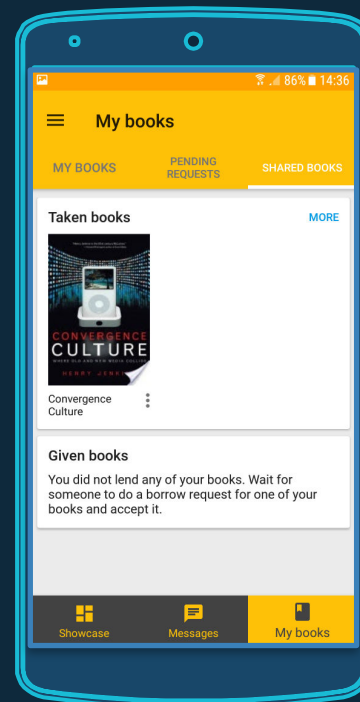 86% 14:36
My books
MY BOOKS
PENDING
REQUESTS
SHARED BOOKS
Taken books
MORE
CONVERGENCE
CULTURE
WHERE OLD AND NEW MEDIA COLLIDE
HENRY JENKINS
Convergence
Culture
Given books
You did not lend any of your books. Wait for
someone to do a borrow request for one of your
books and accept it.
Showcase
Messages
My books